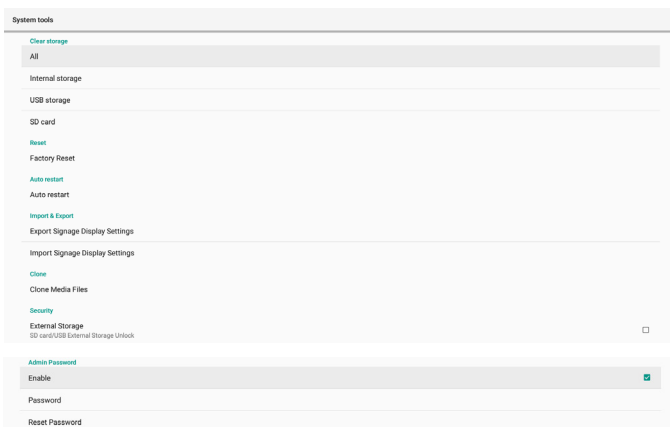 System tools
Clear storage
All
Internal storage
USB storage
SD card
Reset
Factory Reset
Auto restart
Auto restart
Import & Export
Export Signage Display Settings
Import Signage Display Settings
Clone
Clone Media Files
Security
External Storage
SD card/USB External Storage Unlock
Admin Password
Enable
Password
Reset Password